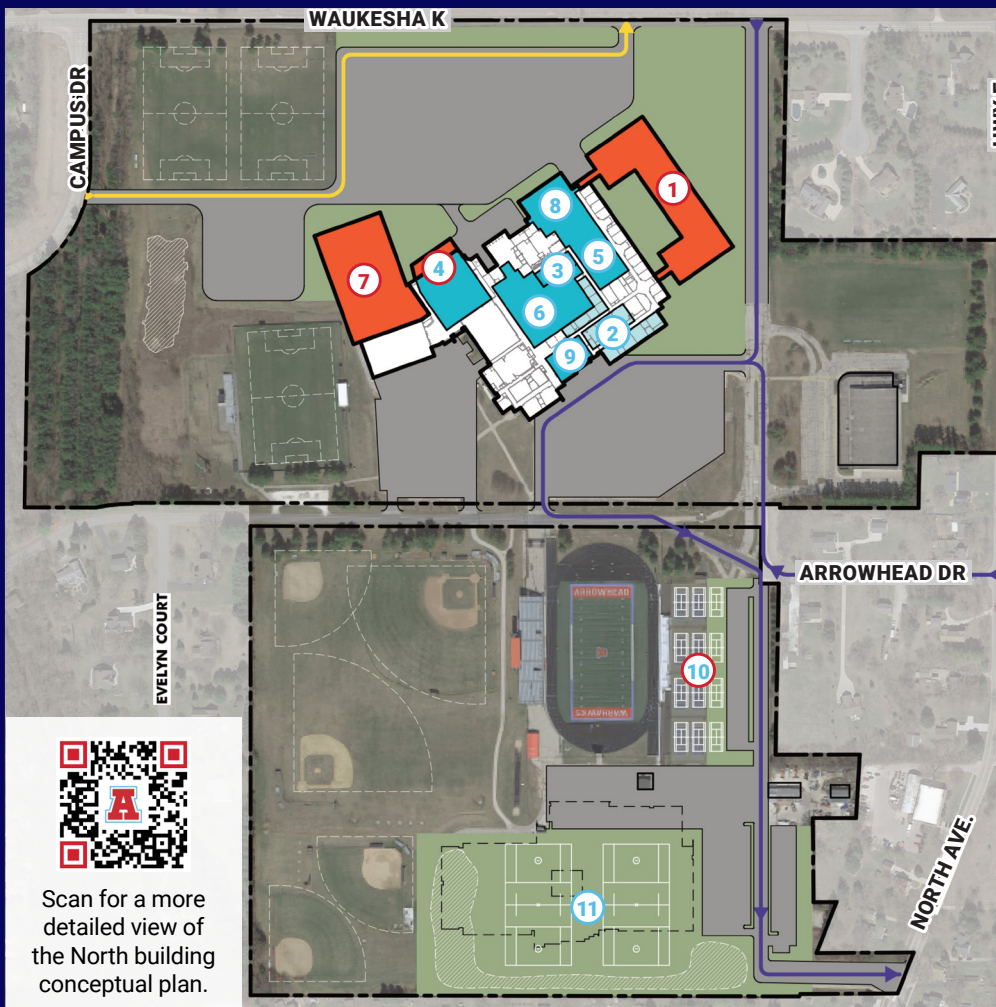 WAUKESHA K
CAMPUS DR
1
8
7
4
3
5
6
2
9
ARROWHEAD DR
ARROWHEAD
A
WARHAWKS
10
EVELYN COURT
A
Scan for a more
detailed view of
the North building
conceptual plan.
11
NORTH AVE.